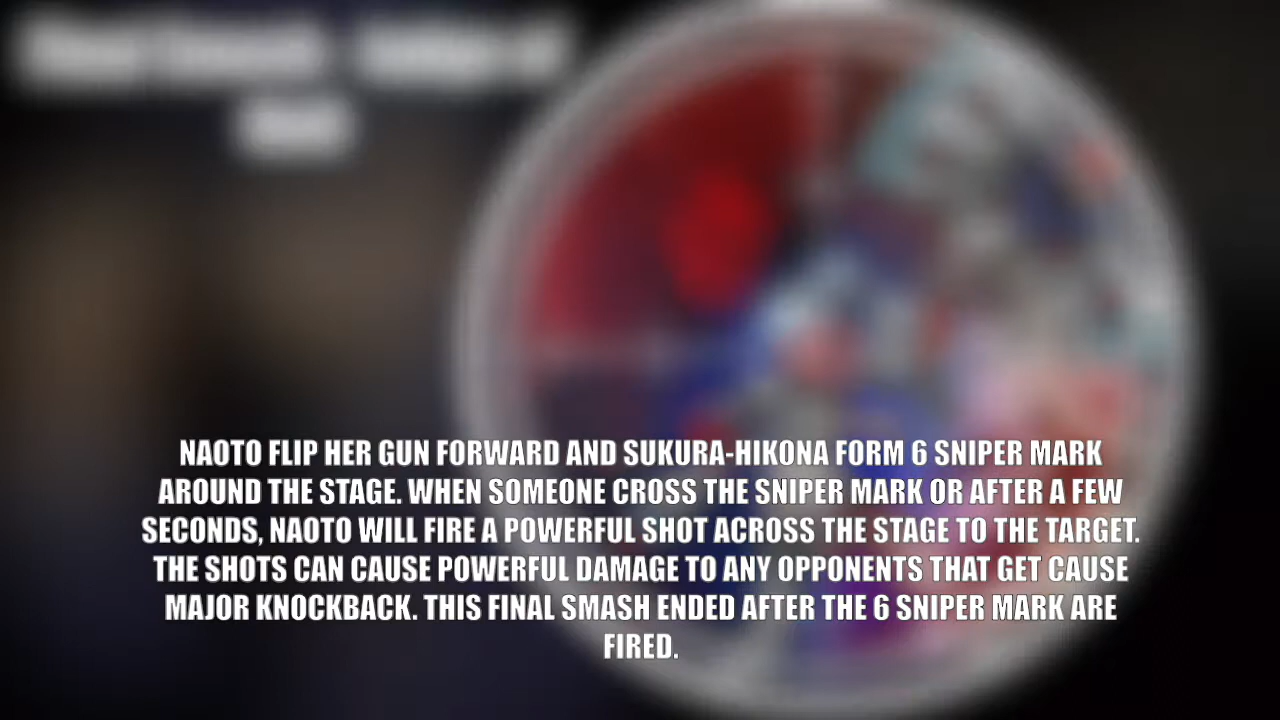 NAOTO FLIP HER GUN FORWARD AND SUKURA-HIKONA FORM 6 SNIPER MARK
AROUND THE STAGE. WHEN SOMEONE CROSS THE SNIPER MARK OR AFTER A FEW
SECONDS, NAOTO WILL FIRE A POWERFUL SHOT ACROSS THE STAGE TO THE TARGET.
THE SHOTS CAN CAUSE POWERFUL DAMAGE TO ANY OPPONENTS THAT GET CAUSE
MAJOR KNOCKBACK. THIS FINAL SMASH ENDED AFTER THE 6 SNIPER MARK ARE
FIRED.